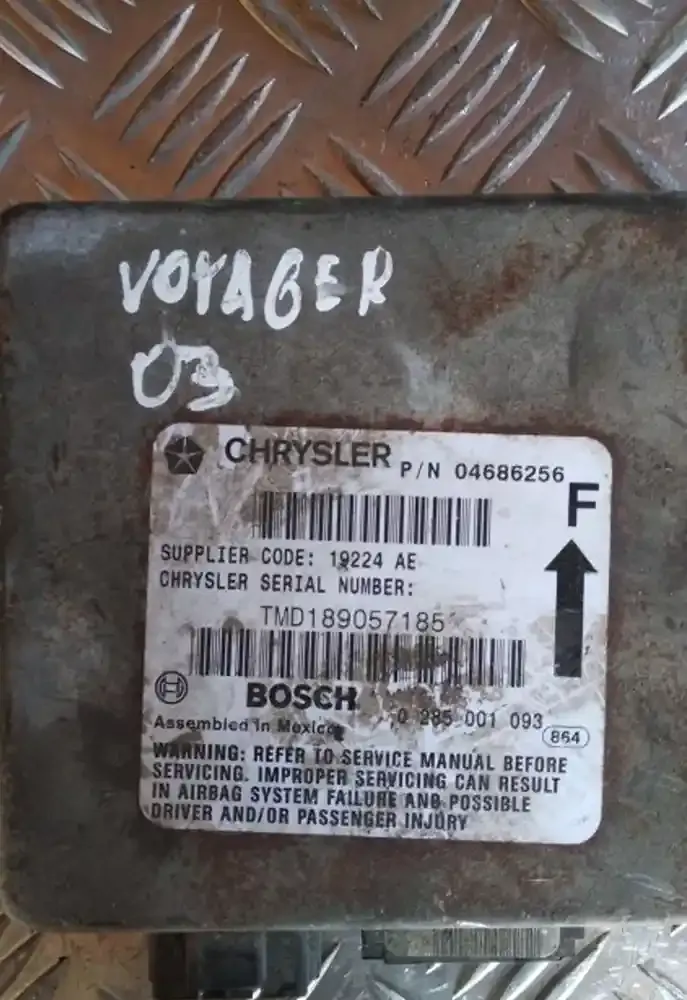 VOYAGER
03
CHRYSLER P/N 04686256
F
SUPPLIER CODE: 19224 AE
CHRYSLER SERIAL NUMBER:
TMD189057185
BOSCH 0 285 001 093
Assembled in Mexico 864
WARNING: REFER TO SERVICE MANUAL BEFORE
SERVICING. IMPROPER SERVICING CAN RESULT
IN AIRBAG SYSTEM FAILURE AND POSSIBLE
DRIVER AND/OR PASSENGER INJURY